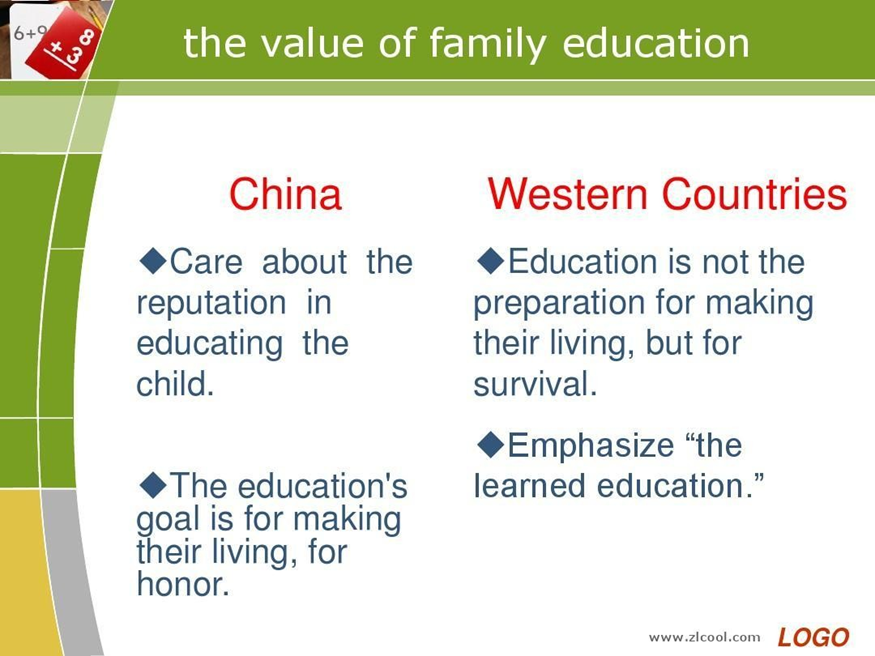 6+9
8
+3
the value of family education
China
◆Care about the
reputation in
educating the
child.
◆The education's
goal is for making
their living, for
honor.
Western Countries
◆Education is not the
preparation for making
their living, but for
survival.
◆Emphasize “the
learned education.”
www.zlcool.com
LOGO